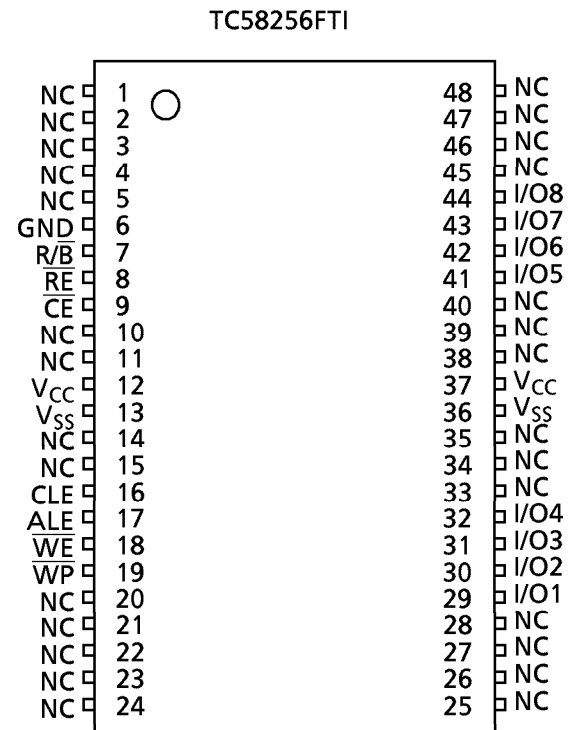 TC58256FTI
NC 1 48 NC
NC 2 47 NC
NC 3 46 NC
NC 4 45 NC
NC 5 44 I/O8
GND 6 43 I/O7
R/B̅ 7 42 I/O6
R̅E̅ 8 41 I/O5
C̅E̅ 9 40 NC
NC 10 39 NC
NC 11 38 NC
VCC 12 37 VCC
VSS 13 36 VSS
NC 14 35 NC
NC 15 34 NC
CLE 16 33 NC
ALE 17 32 I/O4
W̅E̅ 18 31 I/O3
W̅P̅ 19 30 I/O2
NC 20 29 I/O1
NC 21 28 NC
NC 22 27 NC
NC 23 26 NC
NC 24 25 NC